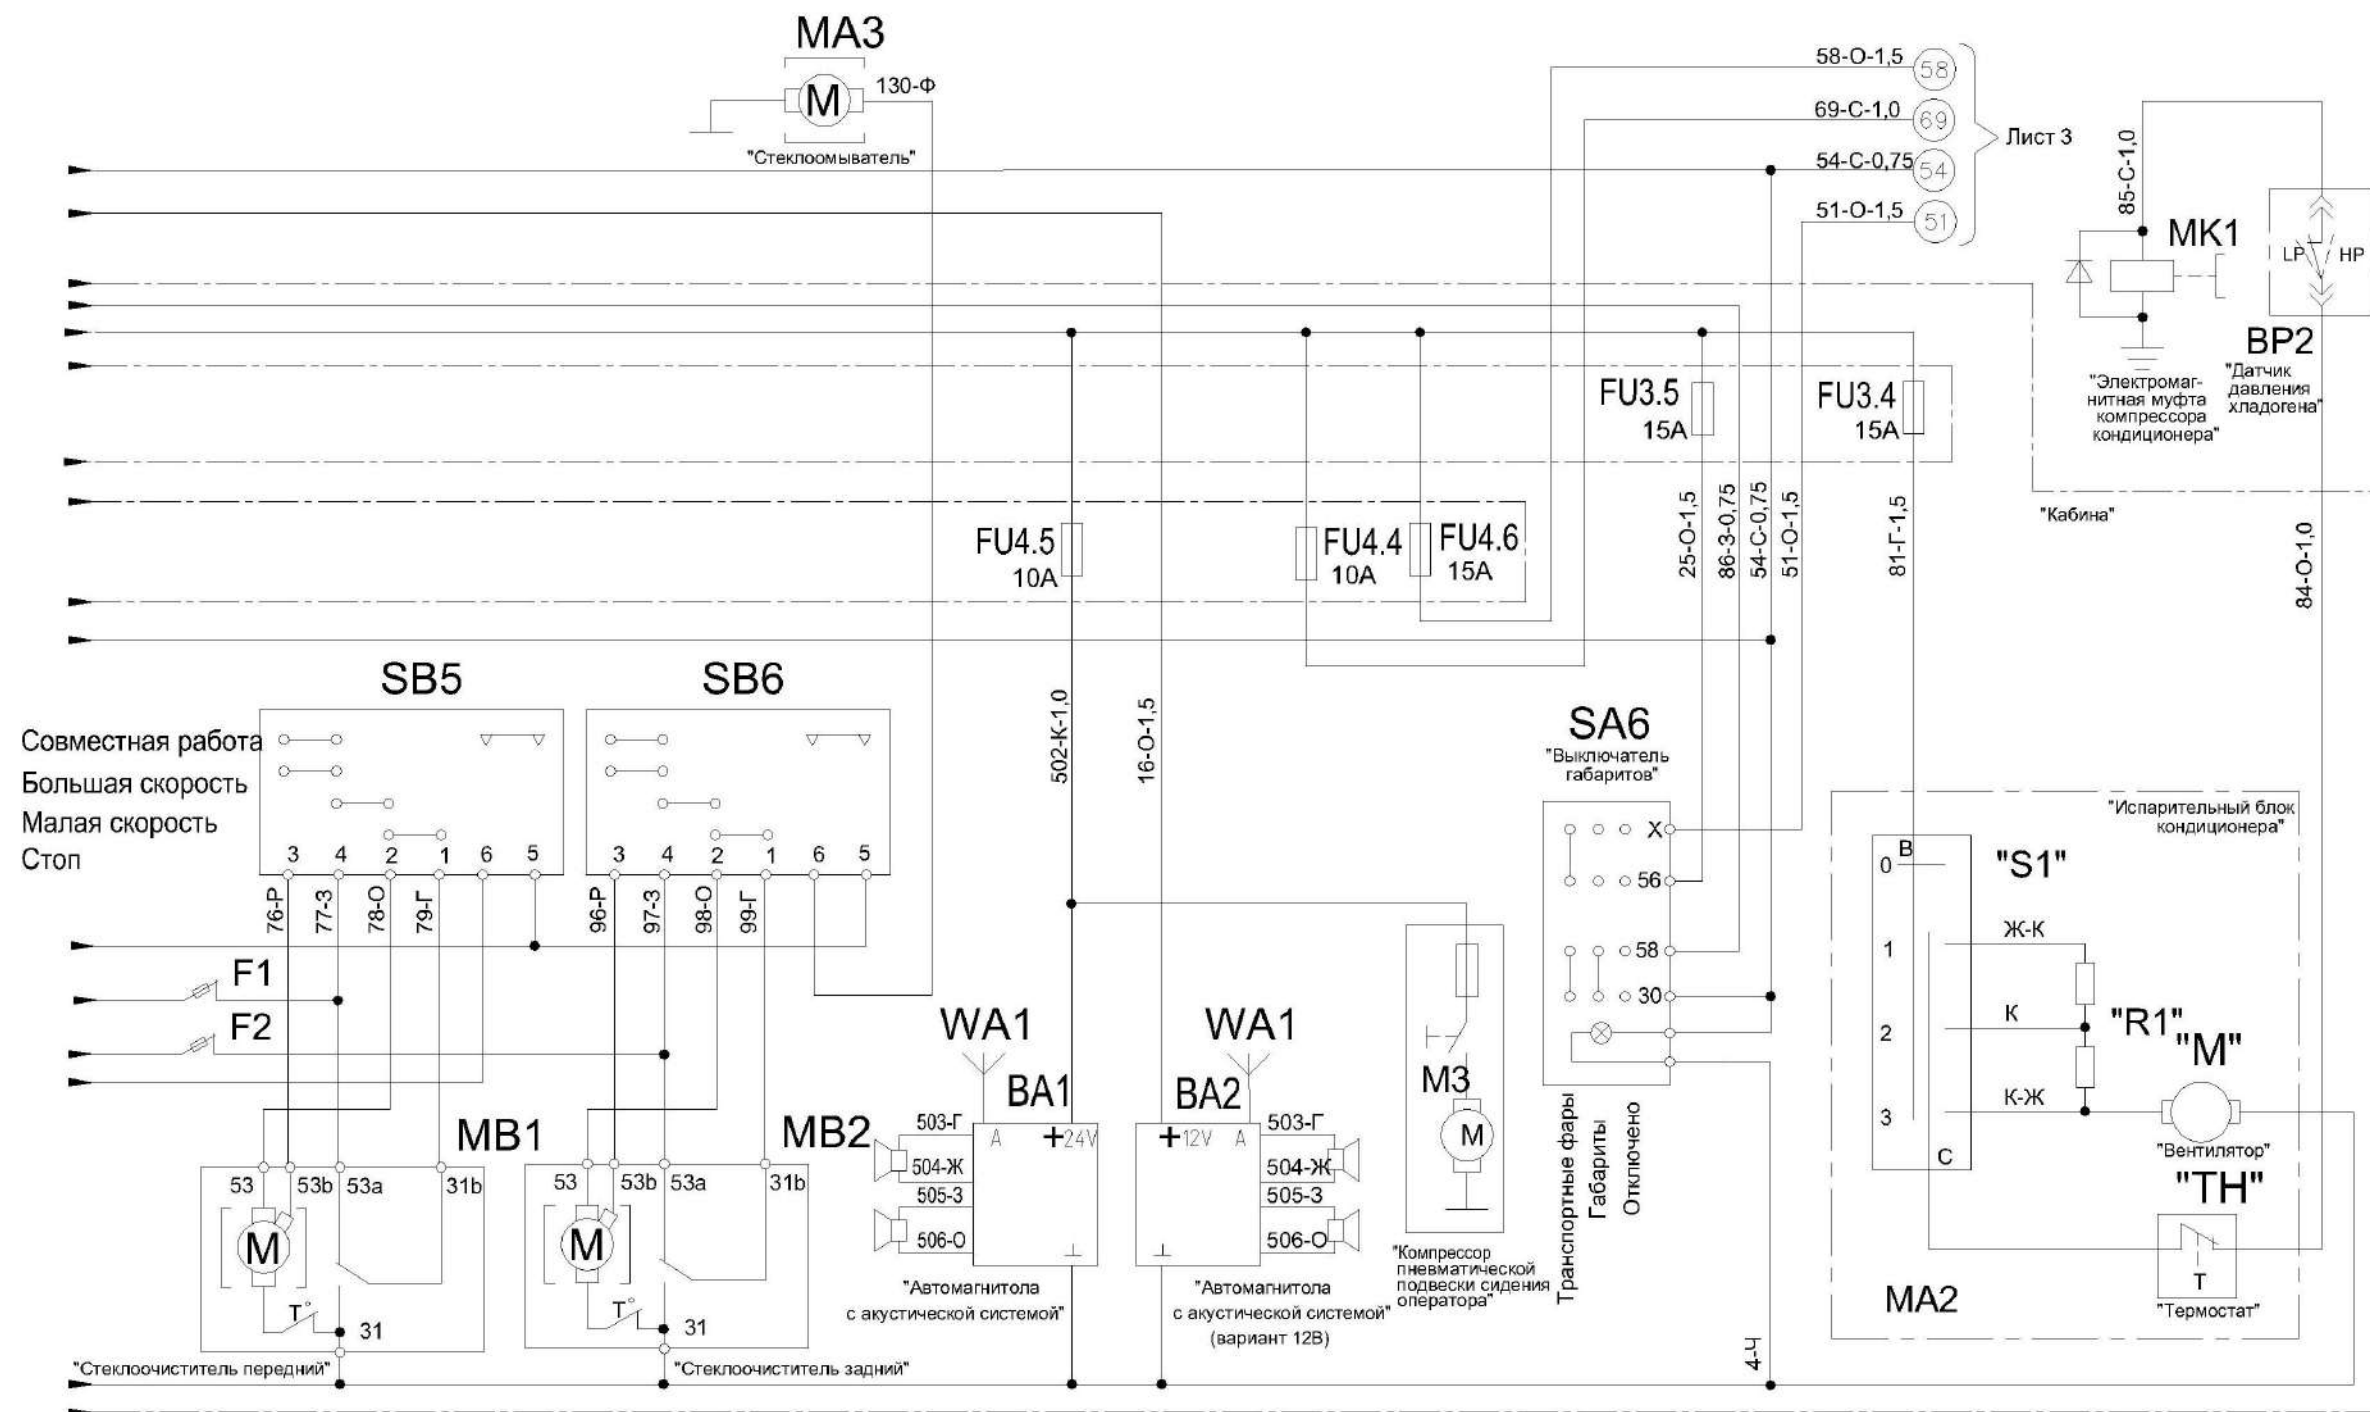 МА3
М
130-Ф
"Стеклоомыватель"
58-О-1,5
58
69-С-1,0
69
54-С-0,75
54
51-О-1,5
51
Лист 3
85-С-1,0
МК1
LP
HP
ВР2
"Датчик
давления
хладогена"
"Электромаг-
нитная муфта
компрессора
кондиционера"
"Кабина"
84-О-1,0
FU3.5
15А
FU3.4
15А
25-О-1,5
86-З-0,75
54-С-0,75
51-О-1,5
81-Г-1,5
FU4.5
10А
FU4.4
10А
FU4.6
15А
SB5
SB6
Совместная работа
Большая скорость
Малая скорость
Стоп
3 4 2 1 6 5
3 4 2 1 6 5
76-Р
77-З
78-О
79-Г
96-Р
97-З
98-О
99-Г
502-К-1,0
16-О-1,5
F1
F2
SA6
"Выключатель
габаритов"
X
56
58
30
Транспортные фары
Габариты
Отключено
WA1
BA1
A
+24V
503-Г
504-Ж
505-З
506-О
"Автомагнитола
с акустической системой"
WA1
BA2
+12V
A
503-Г
504-Ж
505-З
506-О
"Автомагнитола
с акустической системой"
(вариант 12В)
М3
М
"Компрессор
пневматической
подвески сидения
оператора"
МВ1
53
53b
53a
31b
М
Т°
31
"Стеклоочиститель передний"
МВ2
53
53b
53a
31b
М
Т°
31
"Стеклоочиститель задний"
4-Ч
"Испарительный блок
кондиционера"
В
0
1
2
3
С
"S1"
Ж-К
К
К-Ж
"R1"
"М"
"Вентилятор"
"ТН"
Т
"Термостат"
МА2